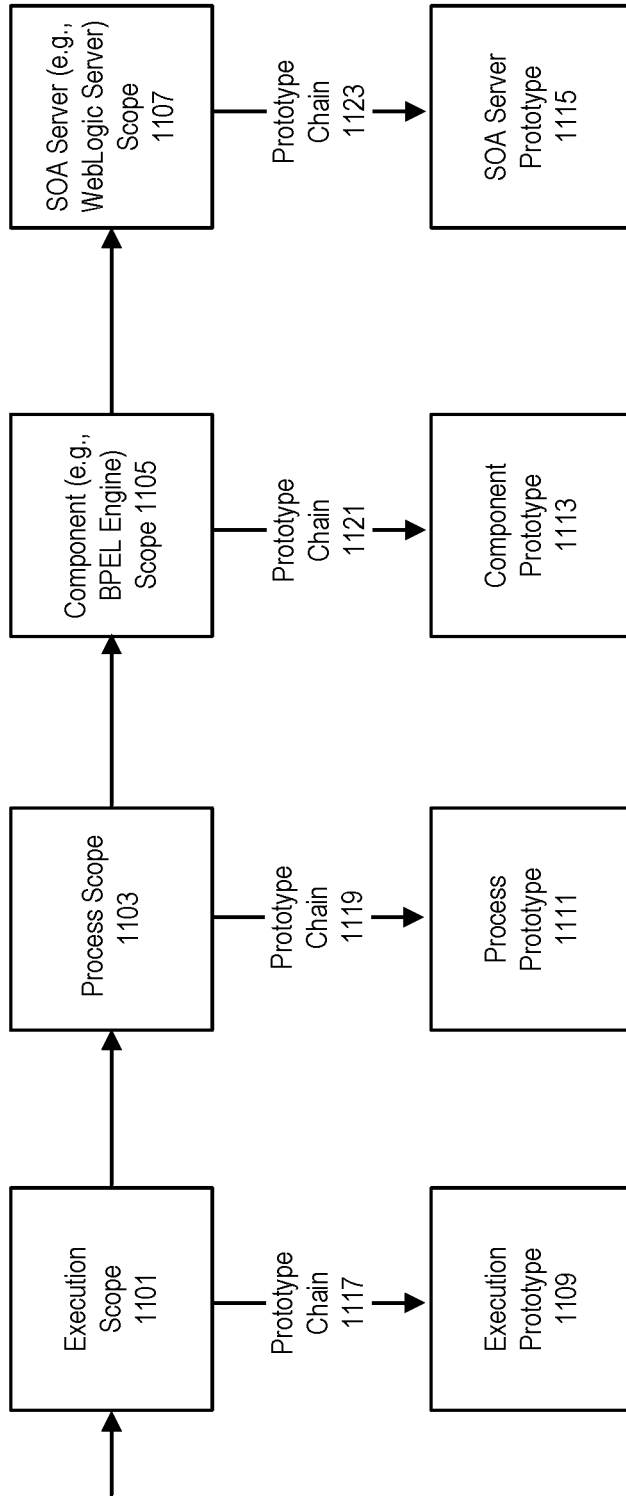 Execution
Scope
1101
Process Scope
1103
Component (e.g.,
BPEL Engine)
Scope 1105
SOA Server (e.g.,
WebLogic Server)
Scope
1107
Prototype
Chain
1117
Prototype
Chain
1119
Prototype
Chain
1121
Prototype
Chain
1123
Execution
Prototype
1109
Process
Prototype
1111
Component
Prototype
1113
SOA Server
Prototype
1115